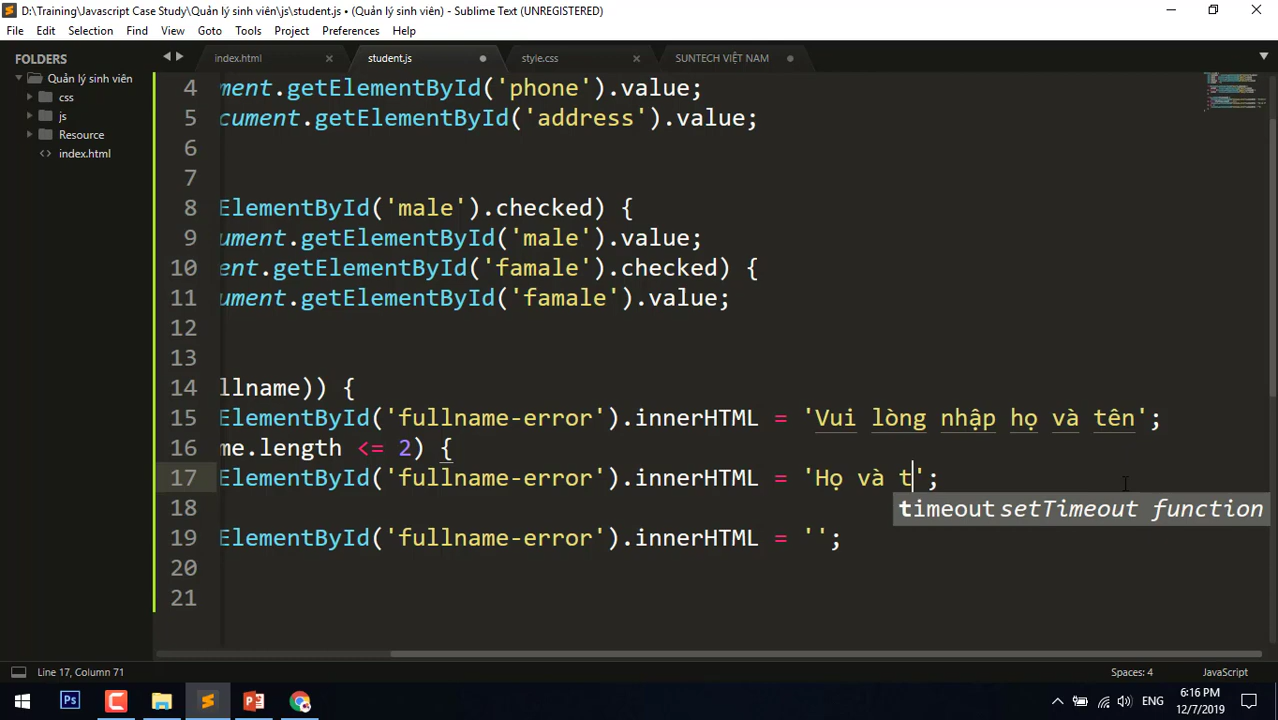 D:\Training\Javascript Case Study\Quản lý sinh viên\js\student.js • (Quản lý sinh viên) - Sublime Text (UNREGISTERED)
File Edit Selection Find View Goto Tools Project Preferences Help
FOLDERS
Quản lý sinh viên
css
js
Resource
index.html
index.html student.js style.css SUNTECH VIỆT NAM
4 ment.getElementById('phone').value;
5 cument.getElementById('address').value;
6
7
8 ElementById('male').checked) {
9 ument.getElementById('male').value;
10 ent.getElementById('famale').checked) {
11 ument.getElementById('famale').value;
12
13
14 llname)) {
15 ElementById('fullname-error').innerHTML = 'Vui lòng nhập họ và tên';
16 me.length <= 2) {
17 ElementById('fullname-error').innerHTML = 'Họ và t';
timeout setTimeout function
18
19 ElementById('fullname-error').innerHTML = '';
20
21
Line 17, Column 71 Spaces: 4 JavaScript
Ps ENG 6:16 PM
12/7/2019